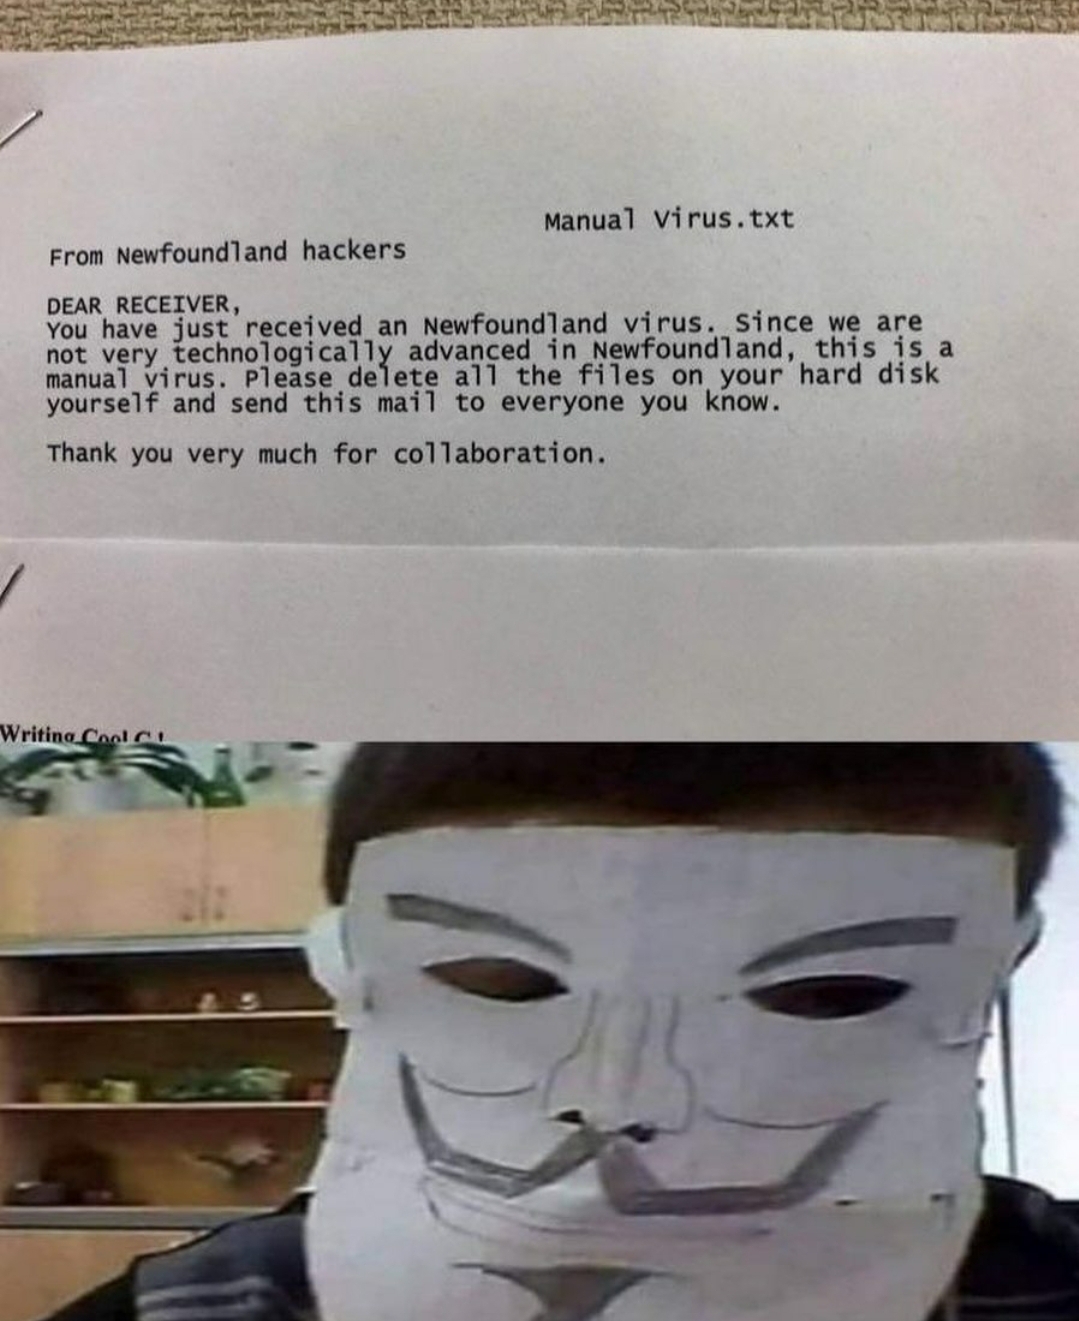 Manual Virus.txt
From Newfoundland hackers
DEAR RECEIVER,
You have just received an Newfoundland virus. Since we are
not very technologically advanced in Newfoundland, this is a
manual virus. Please delete all the files on your hard disk
yourself and send this mail to everyone you know.
Thank you very much for collaboration.
Writing Cool